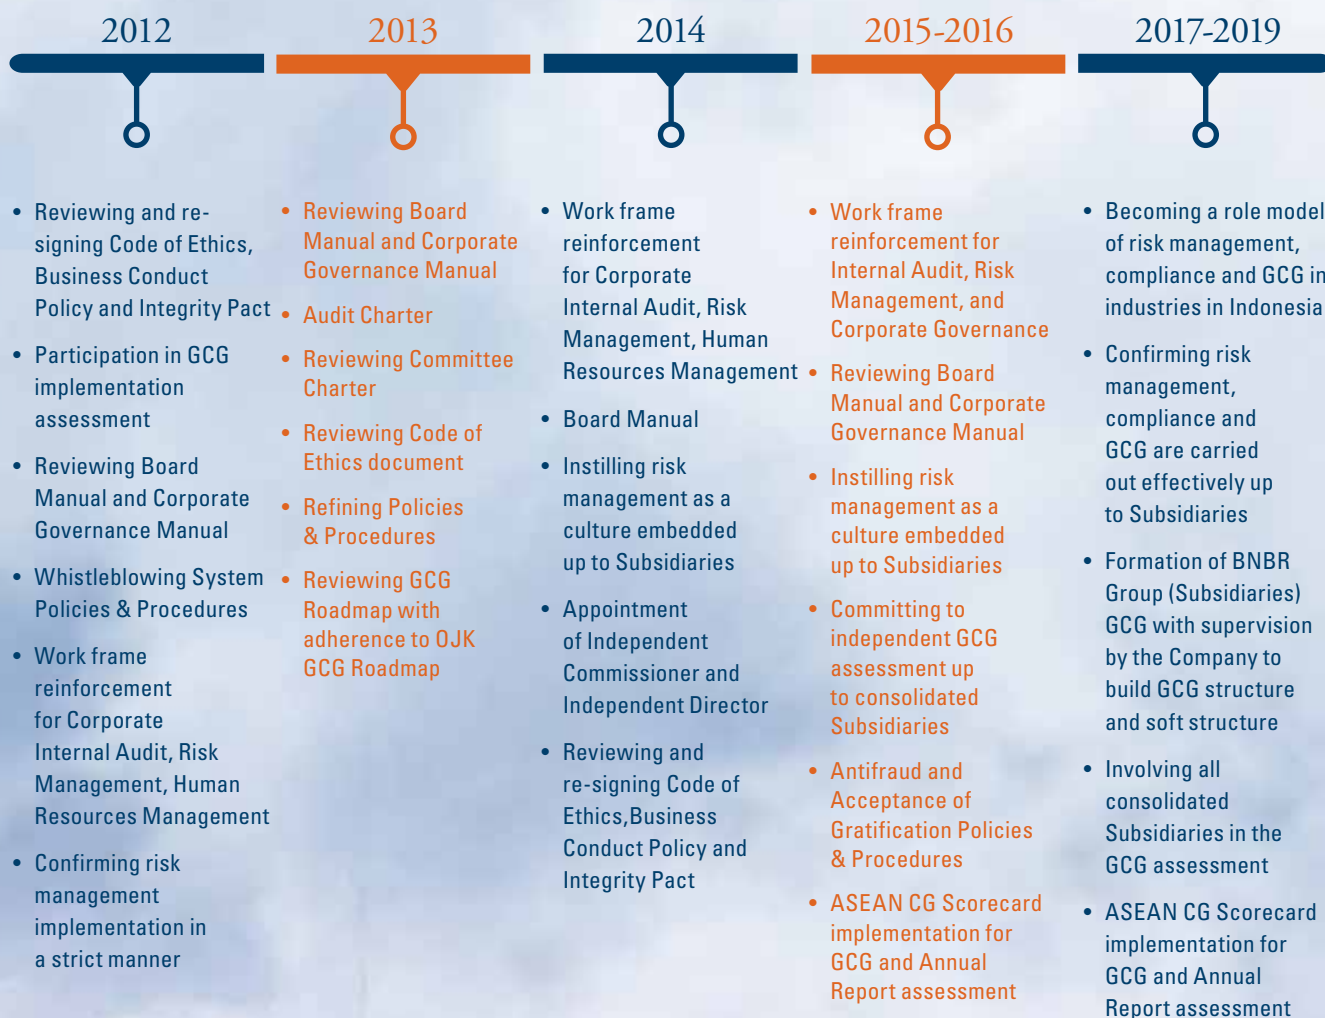 2012
• Reviewing and re-
signing Code of Ethics,
Business Conduct
Policy and Integrity Pact
• Participation in GCG
implementation
assessment
• Reviewing Board
Manual and Corporate
Governance Manual
• Whistleblowing System
Policies & Procedures
• Work frame
reinforcement
for Corporate
Internal Audit, Risk
Management, Human
Resources Management
• Confirming risk
management
implementation in
a strict manner
2013
• Reviewing Board
Manual and Corporate
Governance Manual
• Audit Charter
• Reviewing Committee
Charter
• Reviewing Code of
Ethics document
• Refining Policies
& Procedures
• Reviewing GCG
Roadmap with
adherence to OJK
GCG Roadmap
2014
• Work frame
reinforcement
for Corporate
Internal Audit, Risk
Management, Human
Resources Management
• Board Manual
• Instilling risk
management as a
culture embedded
up to Subsidiaries
• Appointment
of Independent
Commissioner and
Independent Director
• Reviewing and
re-signing Code of
Ethics,Business
Conduct Policy and
Integrity Pact
2015-2016
• Work frame
reinforcement for
Internal Audit, Risk
Management, and
Corporate Governance
• Reviewing Board
Manual and Corporate
Governance Manual
• Instilling risk
management as a
culture embedded
up to Subsidiaries
• Committing to
independent GCG
assessment up
to consolidated
Subsidiaries
• Antifraud and
Acceptance of
Gratification Policies
& Procedures
• ASEAN CG Scorecard
implementation for
GCG and Annual
Report assessment
2017-2019
• Becoming a role model
of risk management,
compliance and GCG in
industries in Indonesia
• Confirming risk
management,
compliance and
GCG are carried
out effectively up
to Subsidiaries
• Formation of BNBR
Group (Subsidiaries)
GCG with supervision
by the Company to
build GCG structure
and soft structure
• Involving all
consolidated
Subsidiaries in the
GCG assessment
• ASEAN CG Scorecard
implementation for
GCG and Annual
Report assessment